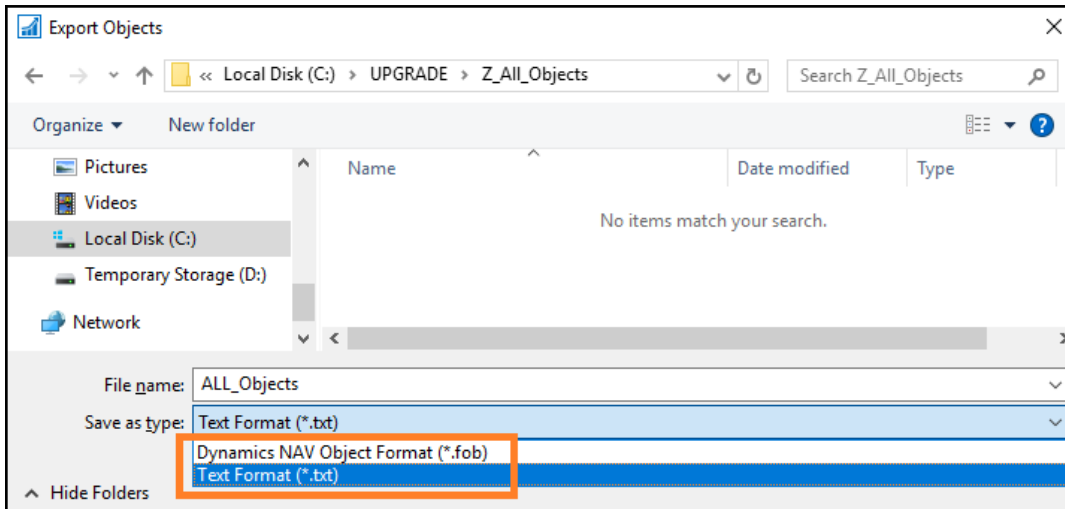 Export Objects
« Local Disk (C:) > UPGRADE > Z_All_Objects
Search Z_All_Objects
Organize
New folder
Pictures
Videos
Local Disk (C:)
Temporary Storage (D:)
Network
Name
Date modified
Type
No items match your search.
File name: ALL_Objects
Save as type: Text Format (*.txt)
Dynamics NAV Object Format (*.fob)
Text Format (*.txt)
Hide Folders